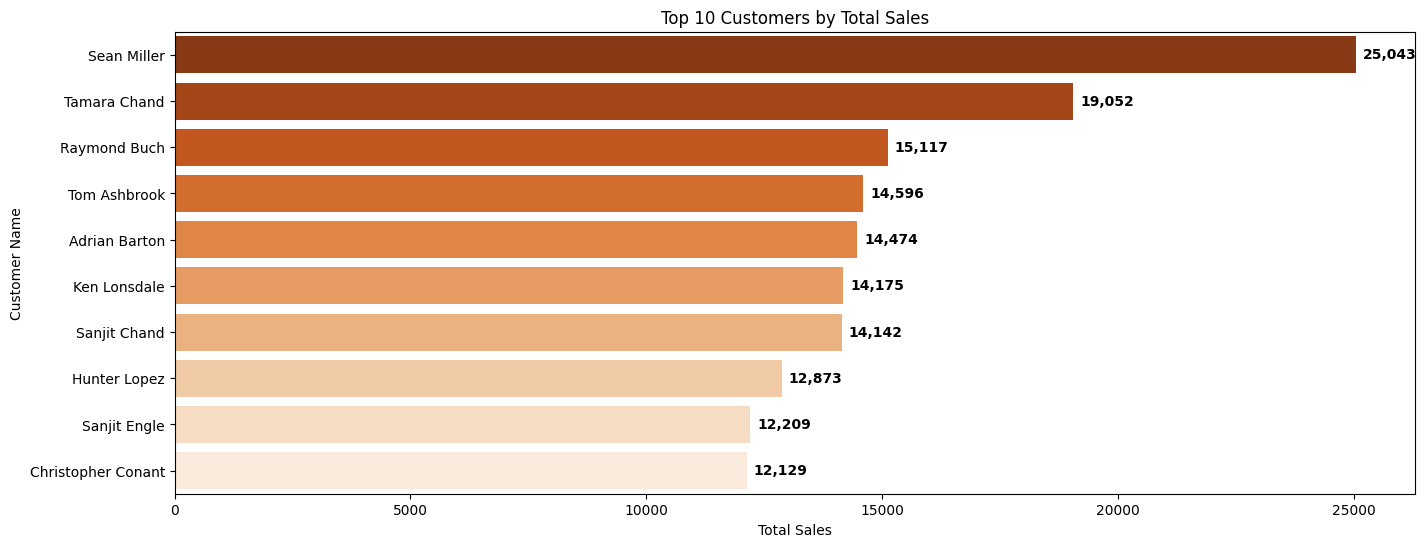 Top 10 Customers by Total Sales
Customer Name
Sean Miller 25,043
Tamara Chand 19,052
Raymond Buch 15,117
Tom Ashbrook 14,596
Adrian Barton 14,474
Ken Lonsdale 14,175
Sanjit Chand 14,142
Hunter Lopez 12,873
Sanjit Engle 12,209
Christopher Conant 12,129
0 5000 10000 15000 20000 25000
Total Sales